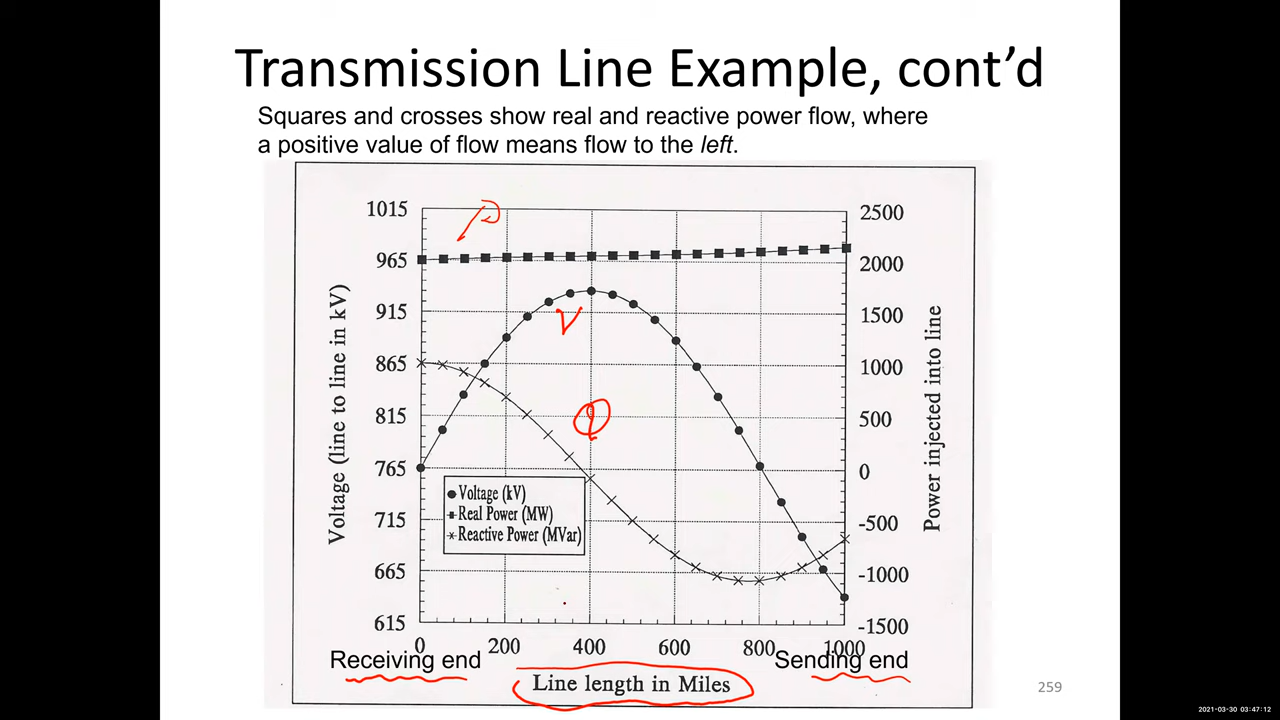 Transmission Line Example, cont’d
Squares and crosses show real and reactive power flow, where
a positive value of flow means flow to the left.
P
V
Q
Voltage (line to line in kV)
1015
965
915
865
815
765
715
665
615
Voltage (kV)
Real Power (MW)
Reactive Power (MVar)
2500
2000
1500
1000
500
0
-500
-1000
-1500
Power injected into line
0 200 400 600 800 1000
Receiving end Sending end
Line length in Miles
259
2021-03-30 03:47:12